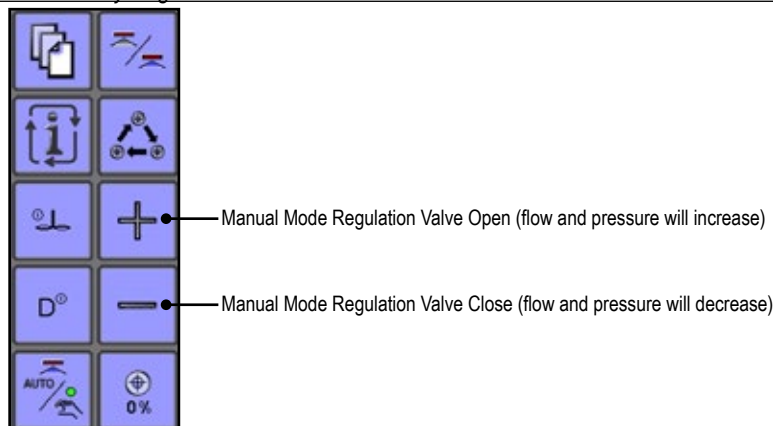 Manual Mode Regulation Valve Open (flow and pressure will increase)
D
Manual Mode Regulation Valve Close (flow and pressure will decrease)
AUTO
0%